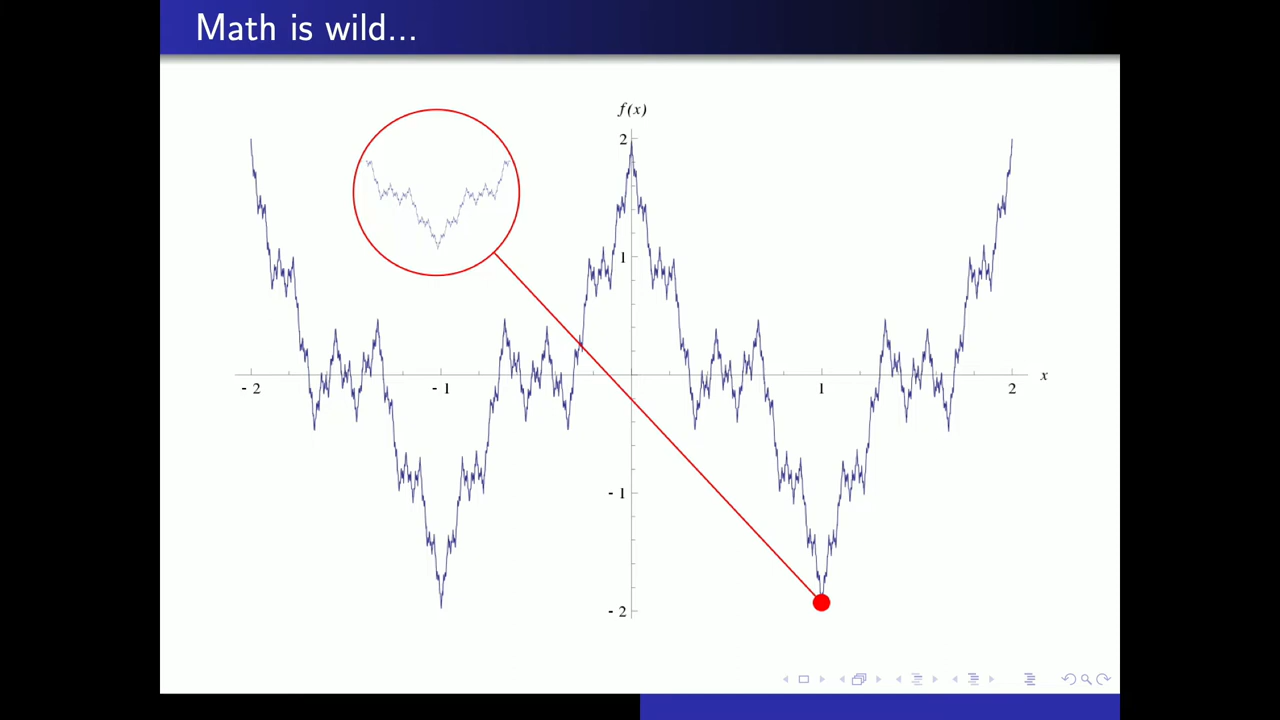 Math is wild...
f(x)
2
1
- 2
- 1
1
2
x
- 1
- 2